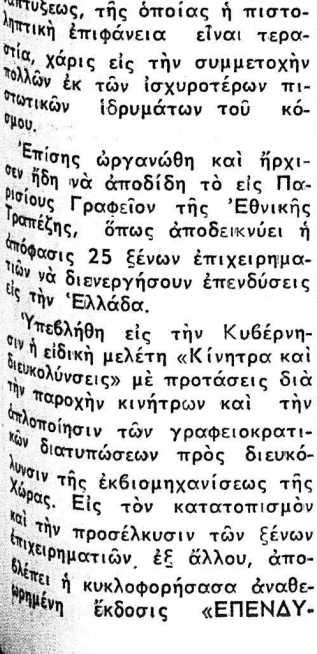 πτύξεως, τῆς ὁποίας ἡ πιστο-
ληπτικὴ ἐπιφάνεια εἶναι τερα-
στία, χάρις εἰς τὴν συμμετοχὴν
πολλῶν ἐκ τῶν ἰσχυροτέρων πι-
στωτικῶν ἱδρυμάτων τοῦ κό-
σμου.
Ἐπίσης ὠργανώθη καὶ ἤρχι-
σεν ἤδη νὰ ἀποδίδη τὸ εἰς Πα-
ρισίους Γραφεῖον τῆς Ἐθνικῆς
Τραπέζης, ὅπως ἀποδεικνύει ἡ
ἀπόφασις 25 ξένων ἐπιχειρημα-
τιῶν νὰ διενεργήσουν ἐπενδύσεις
εἰς τὴν Ἑλλάδα.
Ὑπεβλήθη εἰς τὴν Κυβέρνη-
σιν ἡ εἰδικὴ μελέτη «Κίνητρα καὶ
διευκολύνσεις» μὲ προτάσεις διὰ
τὴν παροχὴν κινήτρων καὶ τὴν
ἁπλοποίησιν τῶν γραφειοκρατι-
κῶν διατυπώσεων πρὸς διευκό-
λυνσιν τῆς ἐκβιομηχανίσεως τῆς
Χώρας. Εἰς τὸν κατατοπισμὸν
καὶ τὴν προσέλκυσιν τῶν ξένων
ἐπιχειρηματιῶν, ἐξ ἄλλου, ἀπο-
βλέπει ἡ κυκλοφορήσασα ἀναθε-
ωρημένη ἔκδοσις «ΕΠΕΝΔΥ-